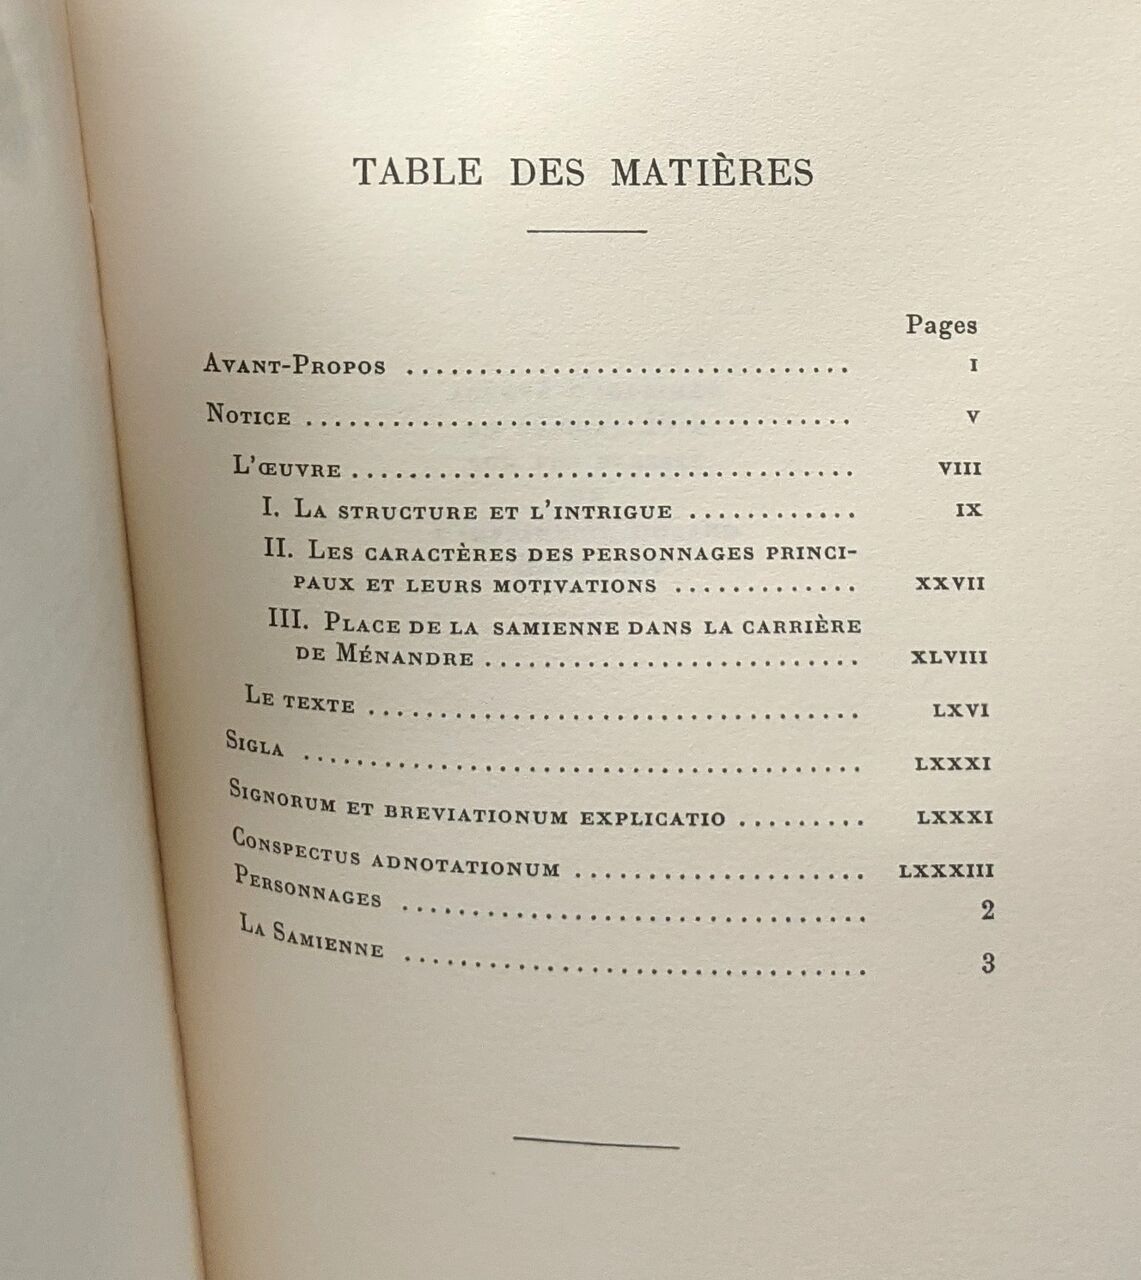 TABLE DES MATIÈRES
Pages
Avant-Propos ............................... I
Notice ...................................... V
L'œuvre ................................... VIII
I. La structure et l'intrigue ............ IX
II. Les caractères des personnages princi-
paux et leurs motivations ............. XXVII
III. Place de la samienne dans la carrière
de Ménandre .......................... XLVIII
Le texte .................................. LXVI
Sigla ...................................... LXXXI
Signorum et breviationum explicatio ......... LXXXI
Conspectus adnotationum .................... LXXXIII
Personnages ................................ 2
La Samienne ................................ 3